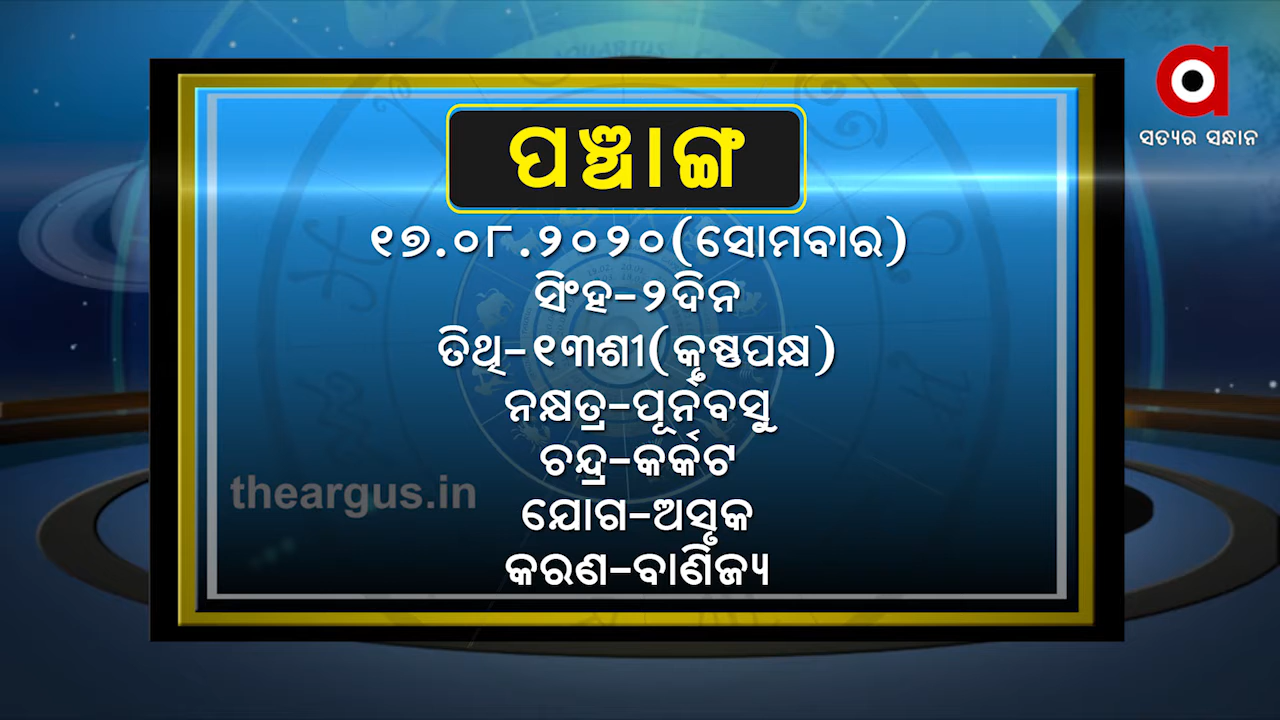 ପଞ୍ଚାଙ୍ଗ
ସତ୍ୟର ସନ୍ଧାନ
୧୭.୦୮.୨୦୨୦(ସୋମବାର)
ସିଂହ-୨ଦିନ
ତିଥି-୧୩ଶୀ(କୃଷ୍ଣପକ୍ଷ)
ନକ୍ଷତ୍ର-ପୂର୍ନବସୁ
ଚନ୍ଦ୍ର-କର୍କଟ
theargus.in
ଯୋଗ-ଅସୃକ
କରଣ-ବାଣିଜ୍ୟ